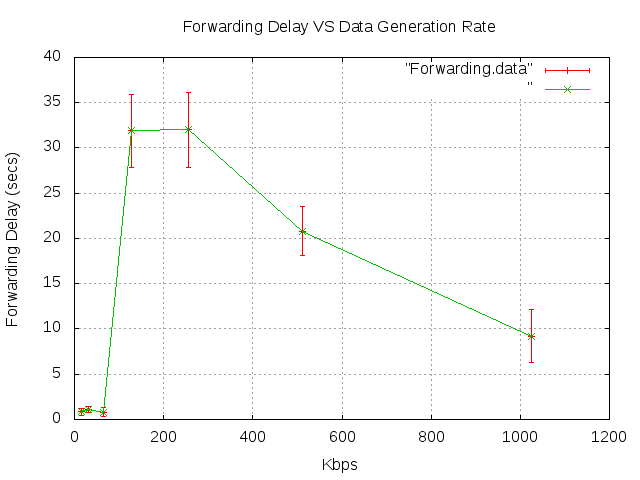 Forwarding Delay VS Data Generation Rate
40
35
30
25
20
15
10
5
0
0 200 400 600 800 1000 1200
Forwarding Delay (secs)
Kbps
"Forwarding.data"
"